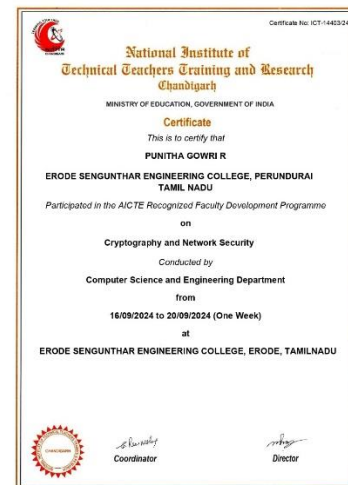 Certificate No: ICT-14403/24
National Institute of
Technical Teachers Training and Research
Chandigarh
MINISTRY OF EDUCATION, GOVERNMENT OF INDIA
Certificate
This is to certify that
PUNITHA GOWRI R
ERODE SENGUNTHAR ENGINEERING COLLEGE, PERUNDURAI
TAMIL NADU
Participated in the AICTE Recognized Faculty Development Programme
on
Cryptography and Network Security
Conducted by
Computer Science and Engineering Department
from
16/09/2024 to 20/09/2024 (One Week)
at
ERODE SENGUNTHAR ENGINEERING COLLEGE, ERODE, TAMILNADU
Coordinator
Director